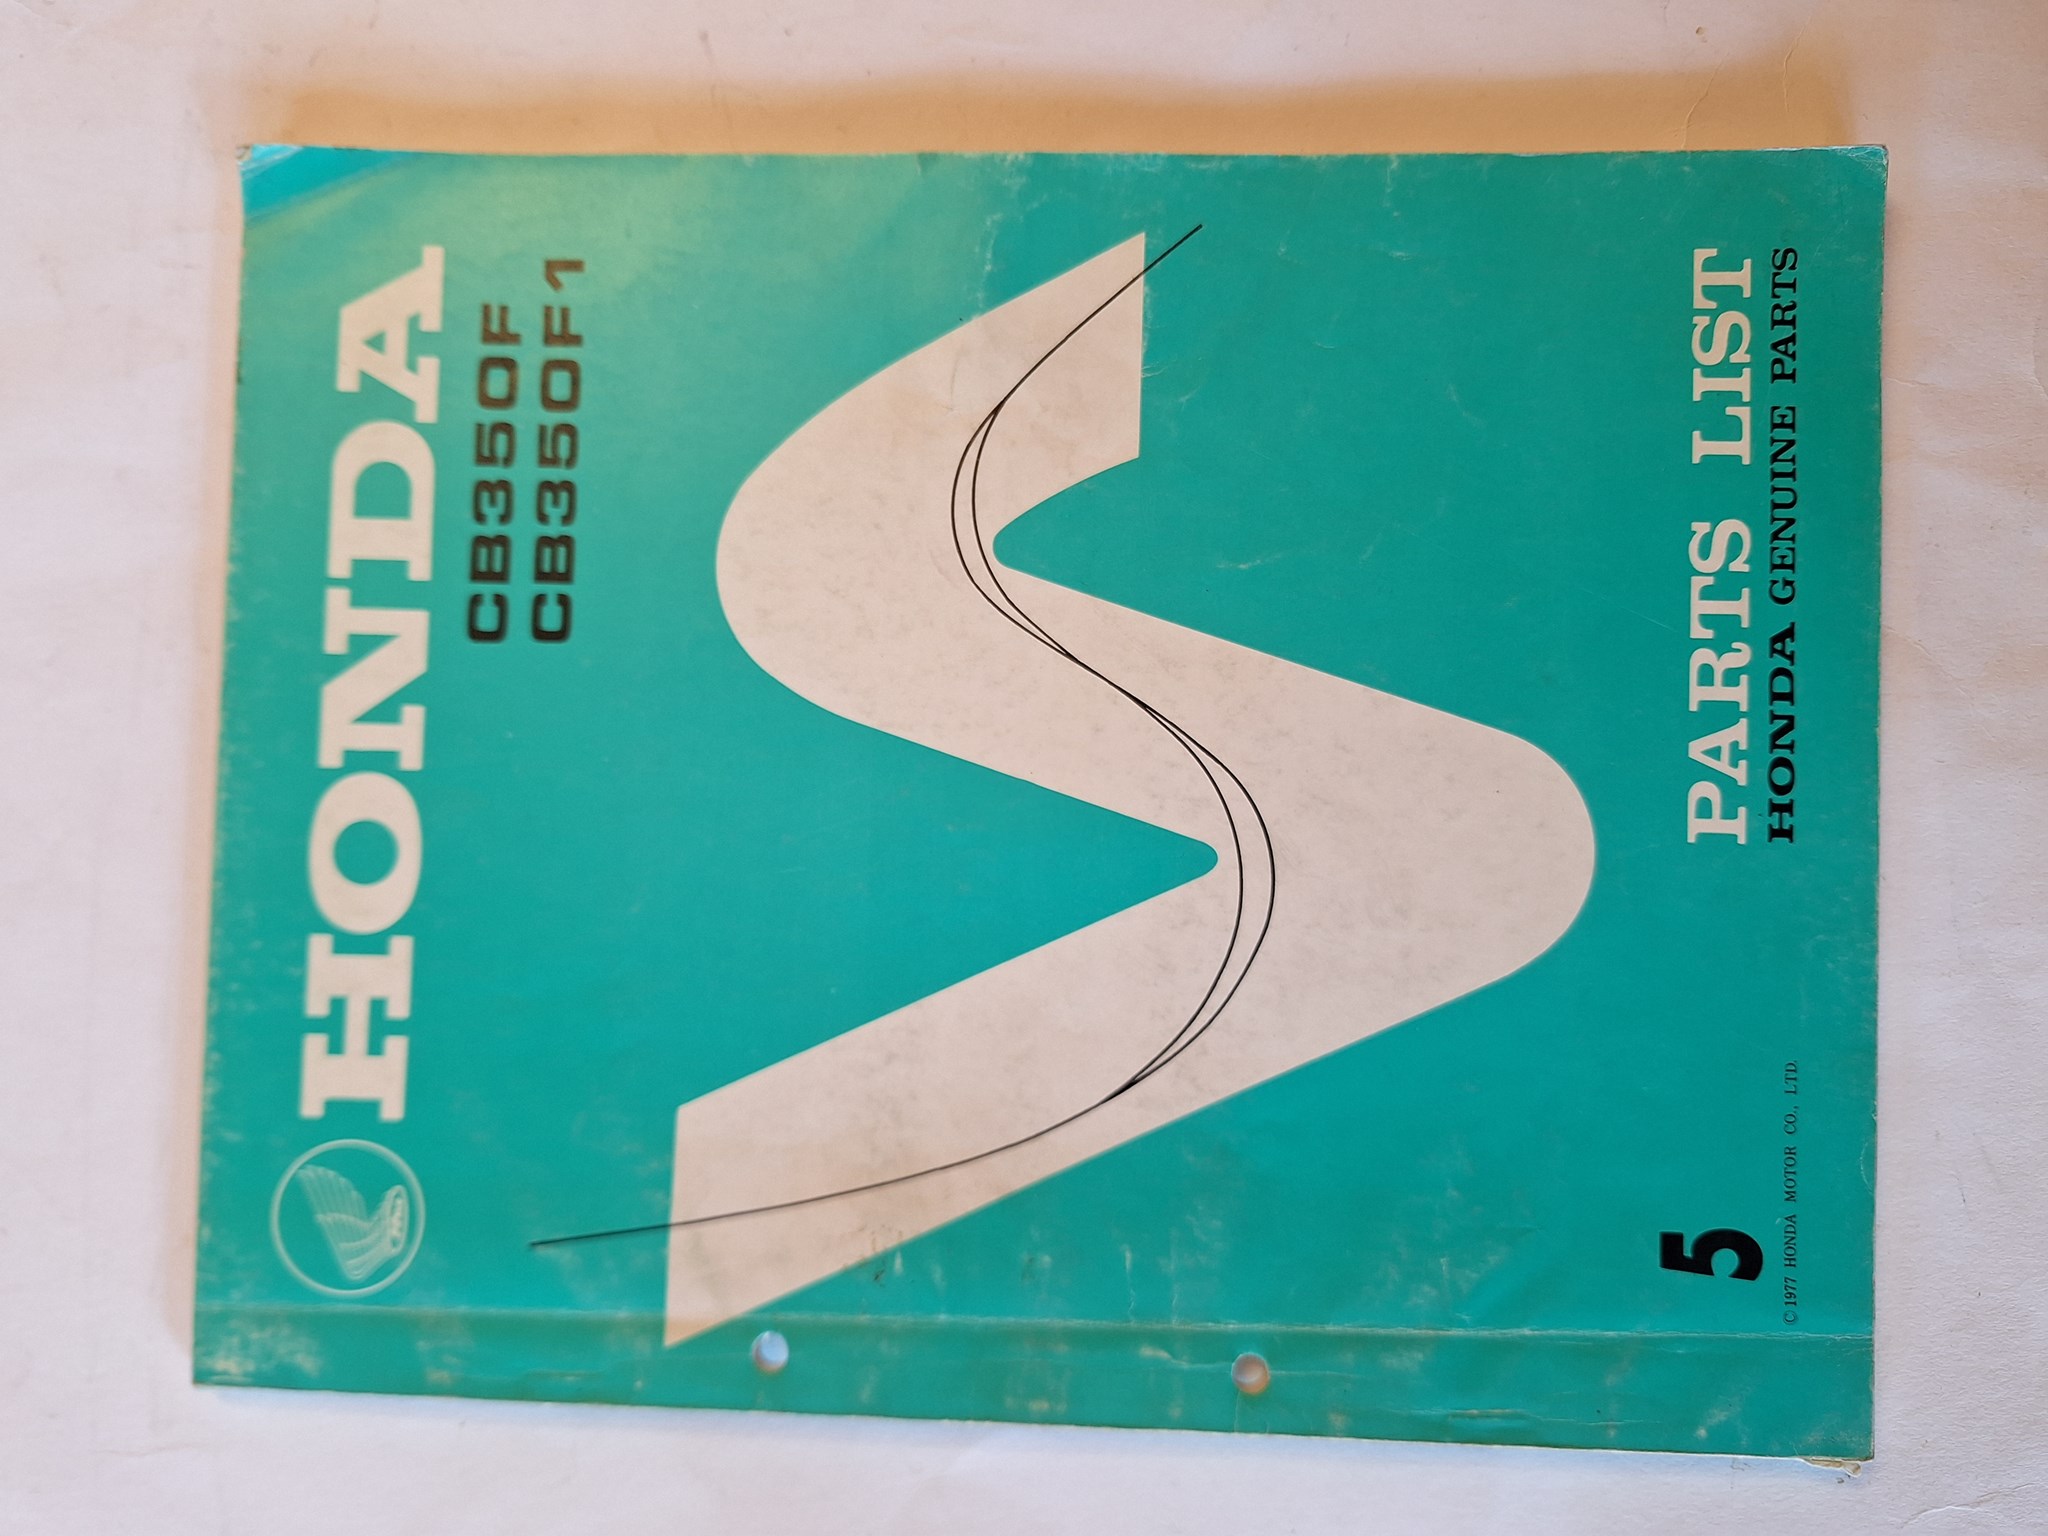 HONDA
CB350F
CB350F1
PARTS LIST
HONDA GENUINE PARTS
5
© 1977 HONDA MOTOR CO., LTD.